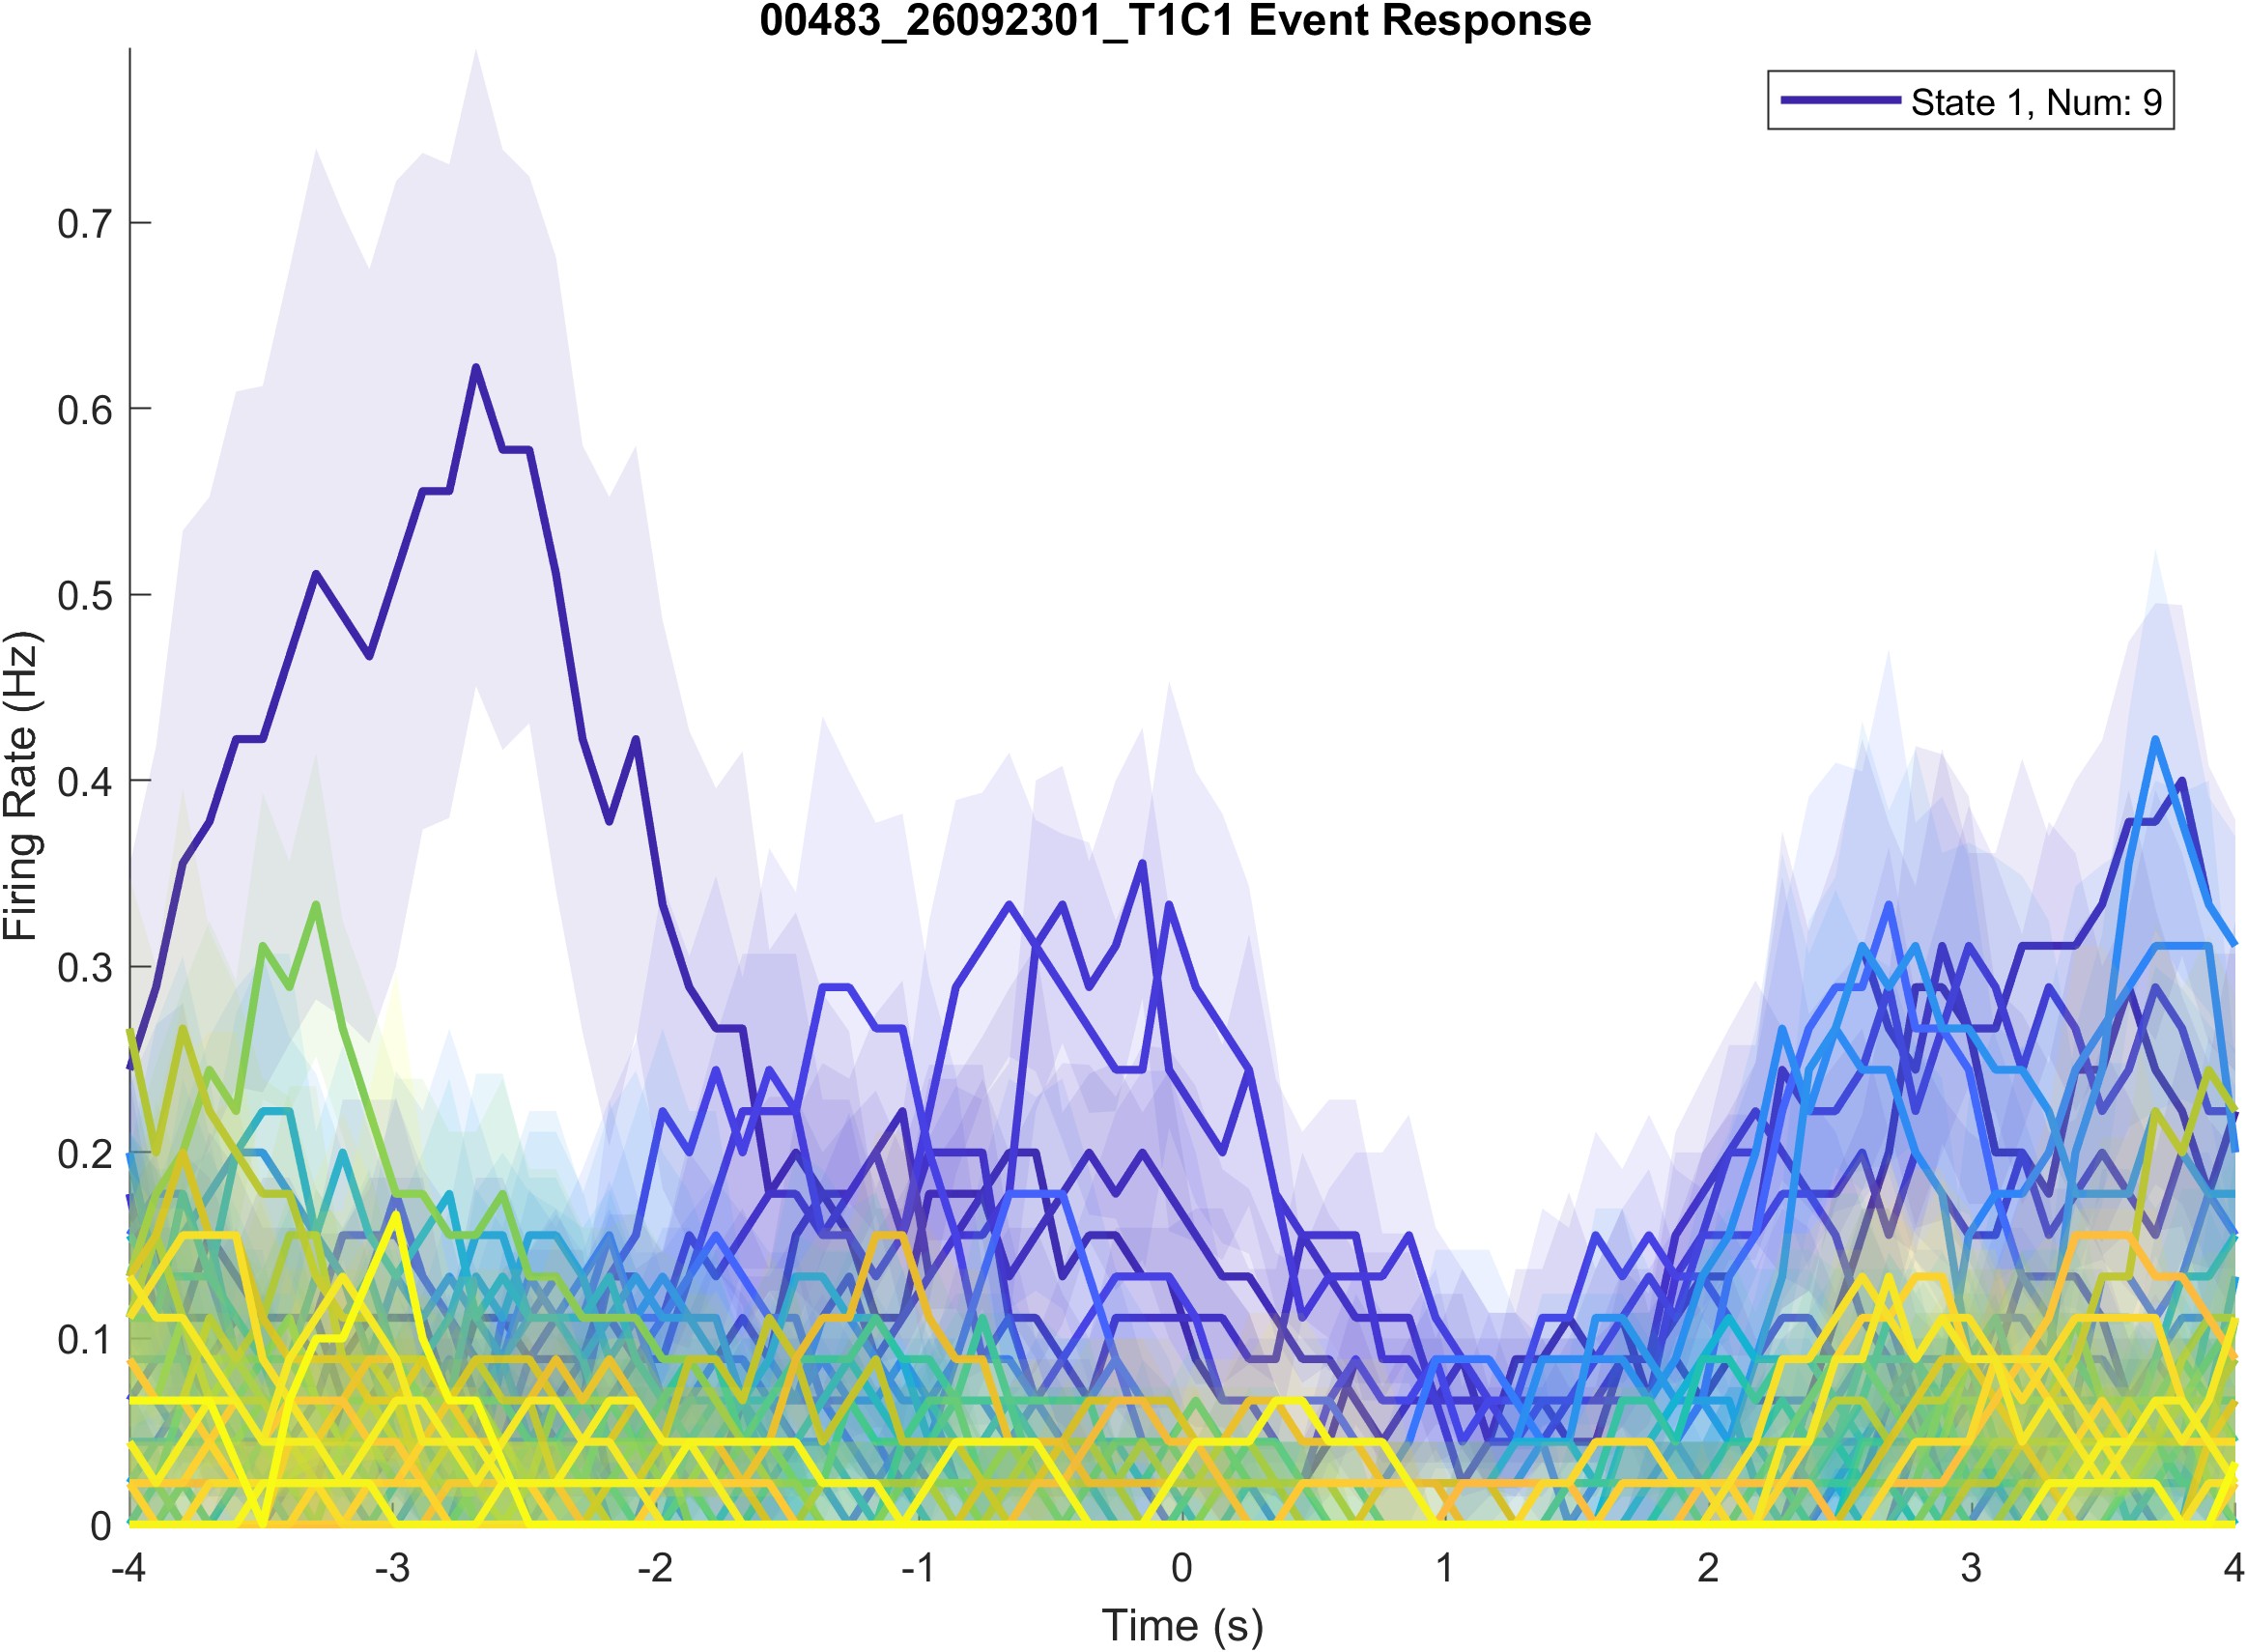 00483_26092301_T1C1 Event Response
State 1, Num: 9
Firing Rate (Hz)
0.7
0.6
0.5
0.4
0.3
0.2
0.1
0
-4 -3 -2 -1 0 1 2 3 4
Time (s)